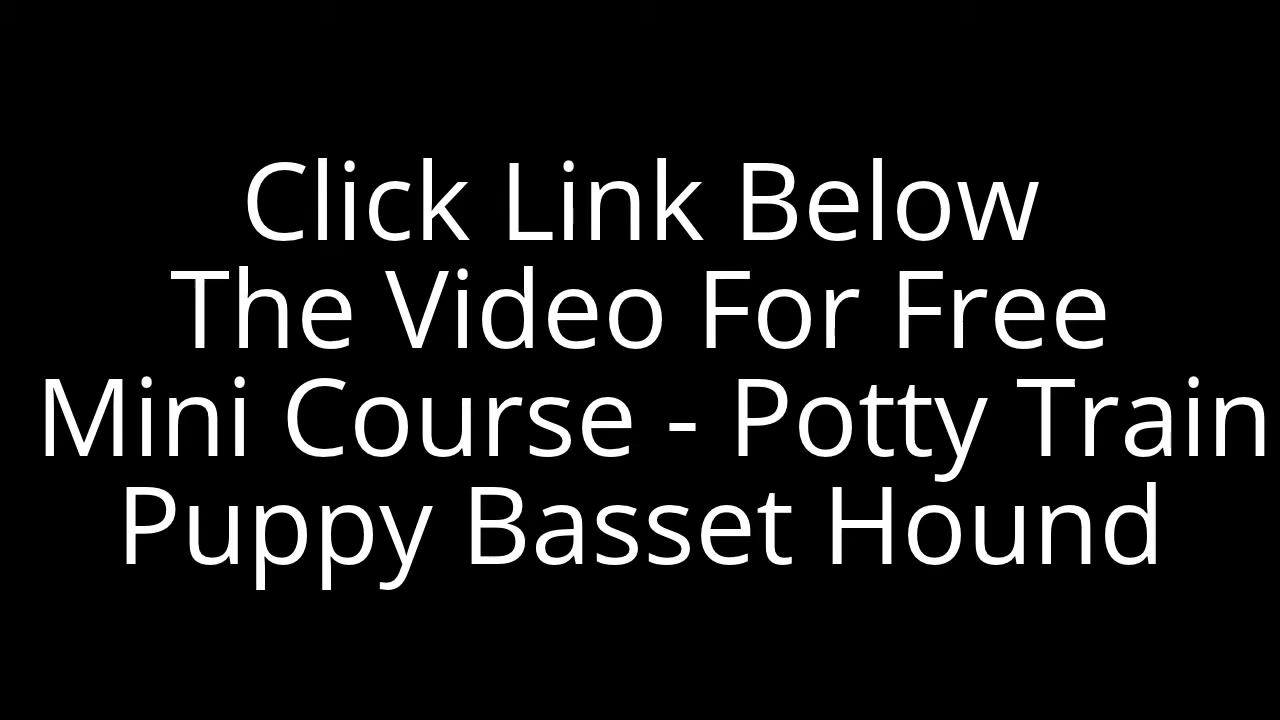 Click Link Below
The Video For Free
Mini Course - Potty Train
Puppy Basset Hound